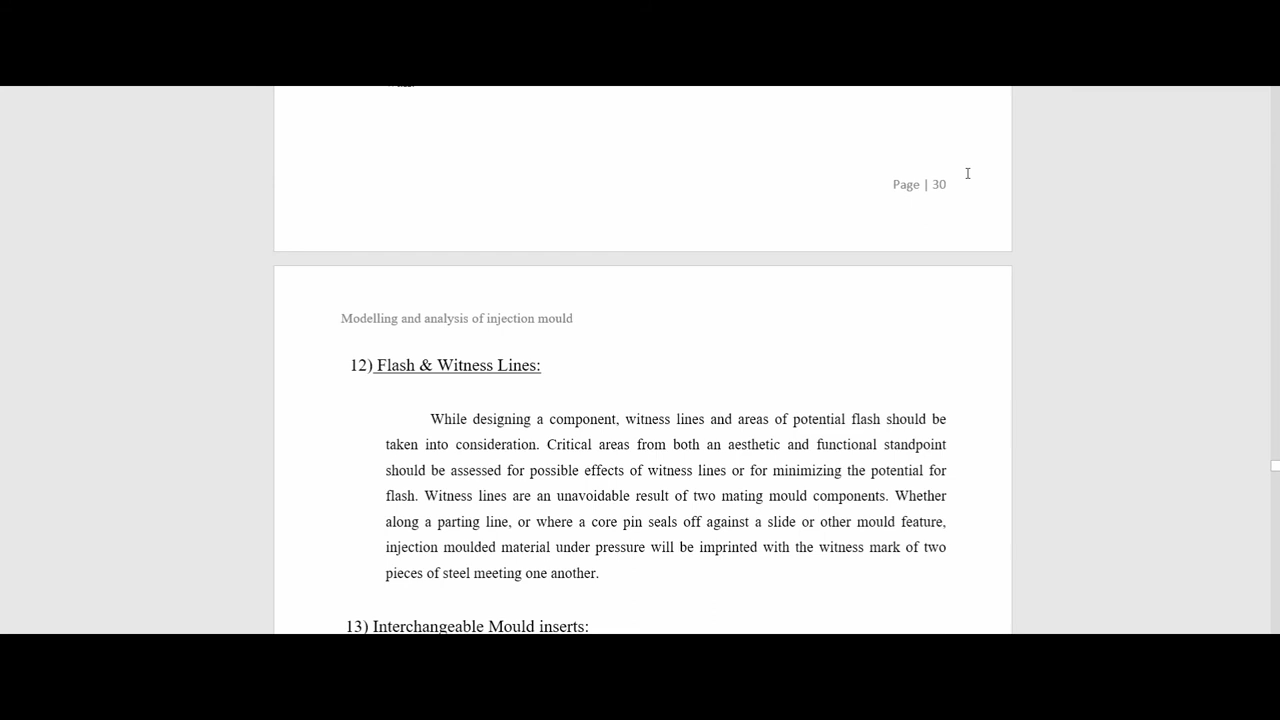 Page | 30
Modelling and analysis of injection mould
12) Flash & Witness Lines:
While designing a component, witness lines and areas of potential flash should be
taken into consideration. Critical areas from both an aesthetic and functional standpoint
should be assessed for possible effects of witness lines or for minimizing the potential for
flash. Witness lines are an unavoidable result of two mating mould components. Whether
along a parting line, or where a core pin seals off against a slide or other mould feature,
injection moulded material under pressure will be imprinted with the witness mark of two
pieces of steel meeting one another.
13) Interchangeable Mould inserts: